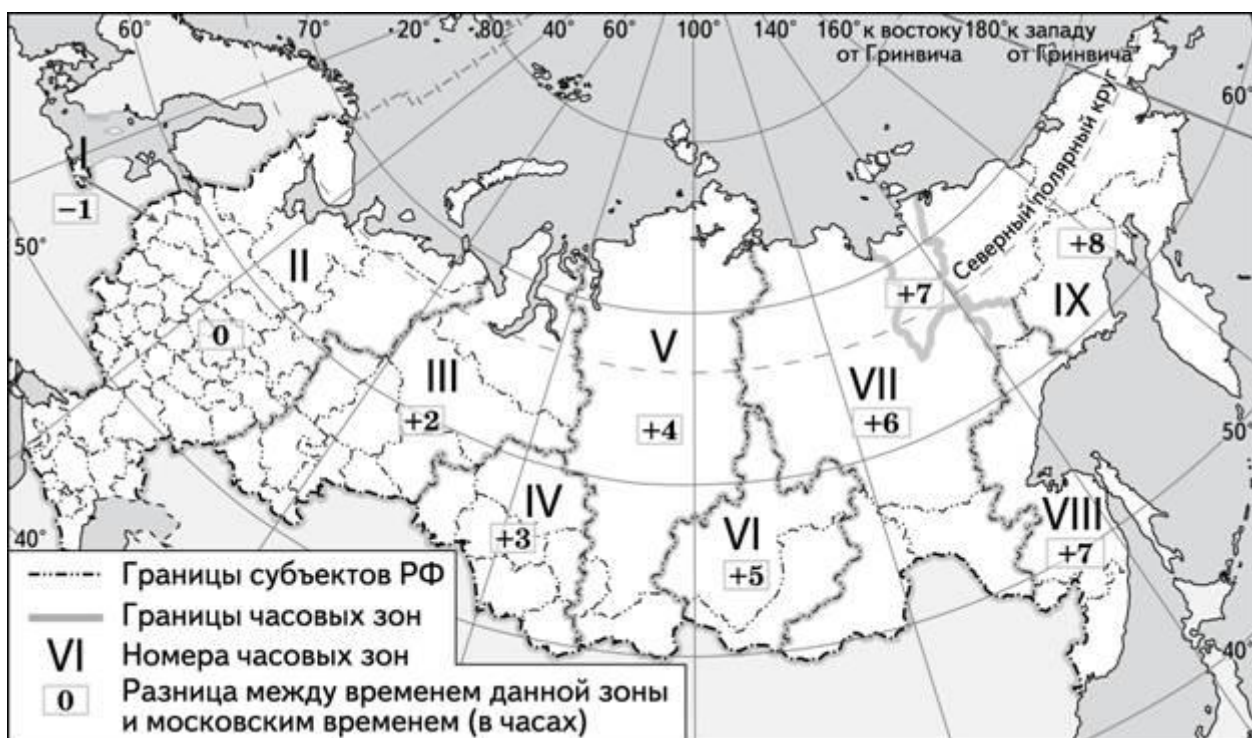 60° 70° 20° 80° 40° 60° 100° 140° 160° к востоку 180° к западу
от Гринвича от Гринвича
60°
I
−1
50°
II
0
III
+2
IV
+3
V
+4
VI
+5
VII
+6
+7
Северный полярный круг
+8
IX
VIII
+7
50°
40°
40°
Границы субъектов РФ
Границы часовых зон
VI Номера часовых зон
0 Разница между временем данной зоны
и московским временем (в часах)